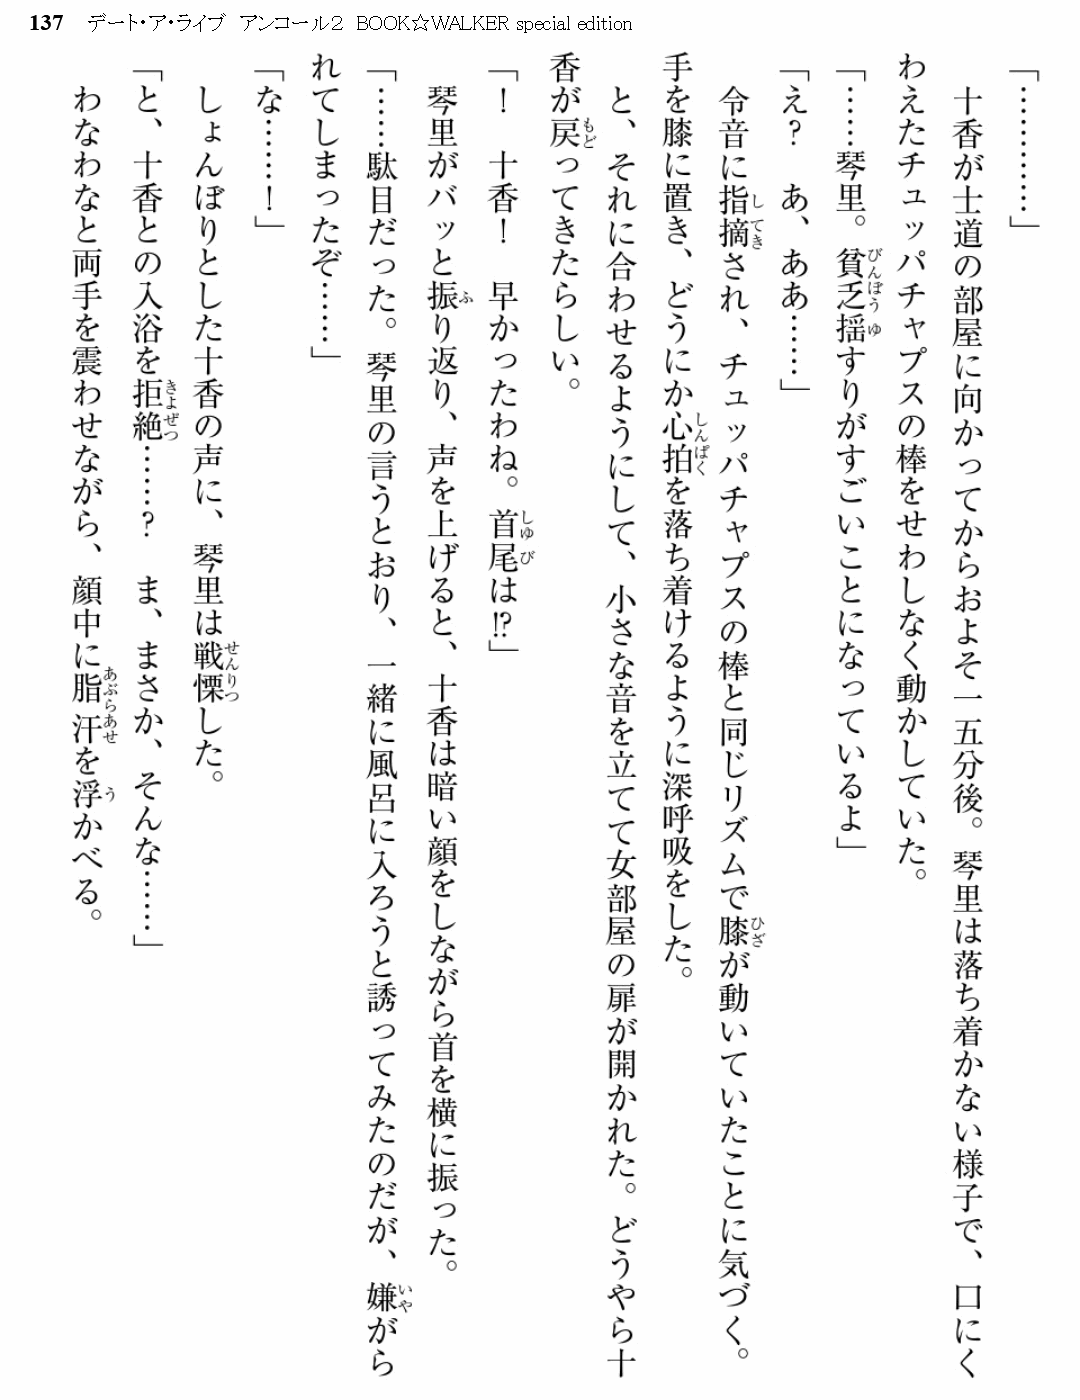 137　デート・ア・ライブ　アンコール2　BOOK☆WALKER special edition
「…………」
　十香が士道の部屋に向かってからおよそ一五分後。琴里は落ち着かない様子で、口にく
わえたチュッパチャプスの棒をせわしなく動かしていた。
「……琴里。貧乏揺すりがすごいことになっているよ」
「え？　あ、ああ……」
　令音に指摘され、チュッパチャプスの棒と同じリズムで膝が動いていたことに気づく。
手を膝に置き、どうにか心拍を落ち着けるように深呼吸をした。
　と、それに合わせるようにして、小さな音を立てて女部屋の扉が開かれた。どうやら十
香が戻ってきたらしい。
「！　十香！　早かったわね。首尾は⁉」
　琴里がバッと振り返り、声を上げると、十香は暗い顔をしながら首を横に振った。
「……駄目だった。琴里の言うとおり、一緒に風呂に入ろうと誘ってみたのだが、嫌がら
れてしまったぞ……」
「な……！」
　しょんぼりとした十香の声に、琴里は戦慄した。
「と、十香との入浴を拒絶……？　ま、まさか、そんな……」
　わなわなと両手を震わせながら、顔中に脂汗を浮かべる。